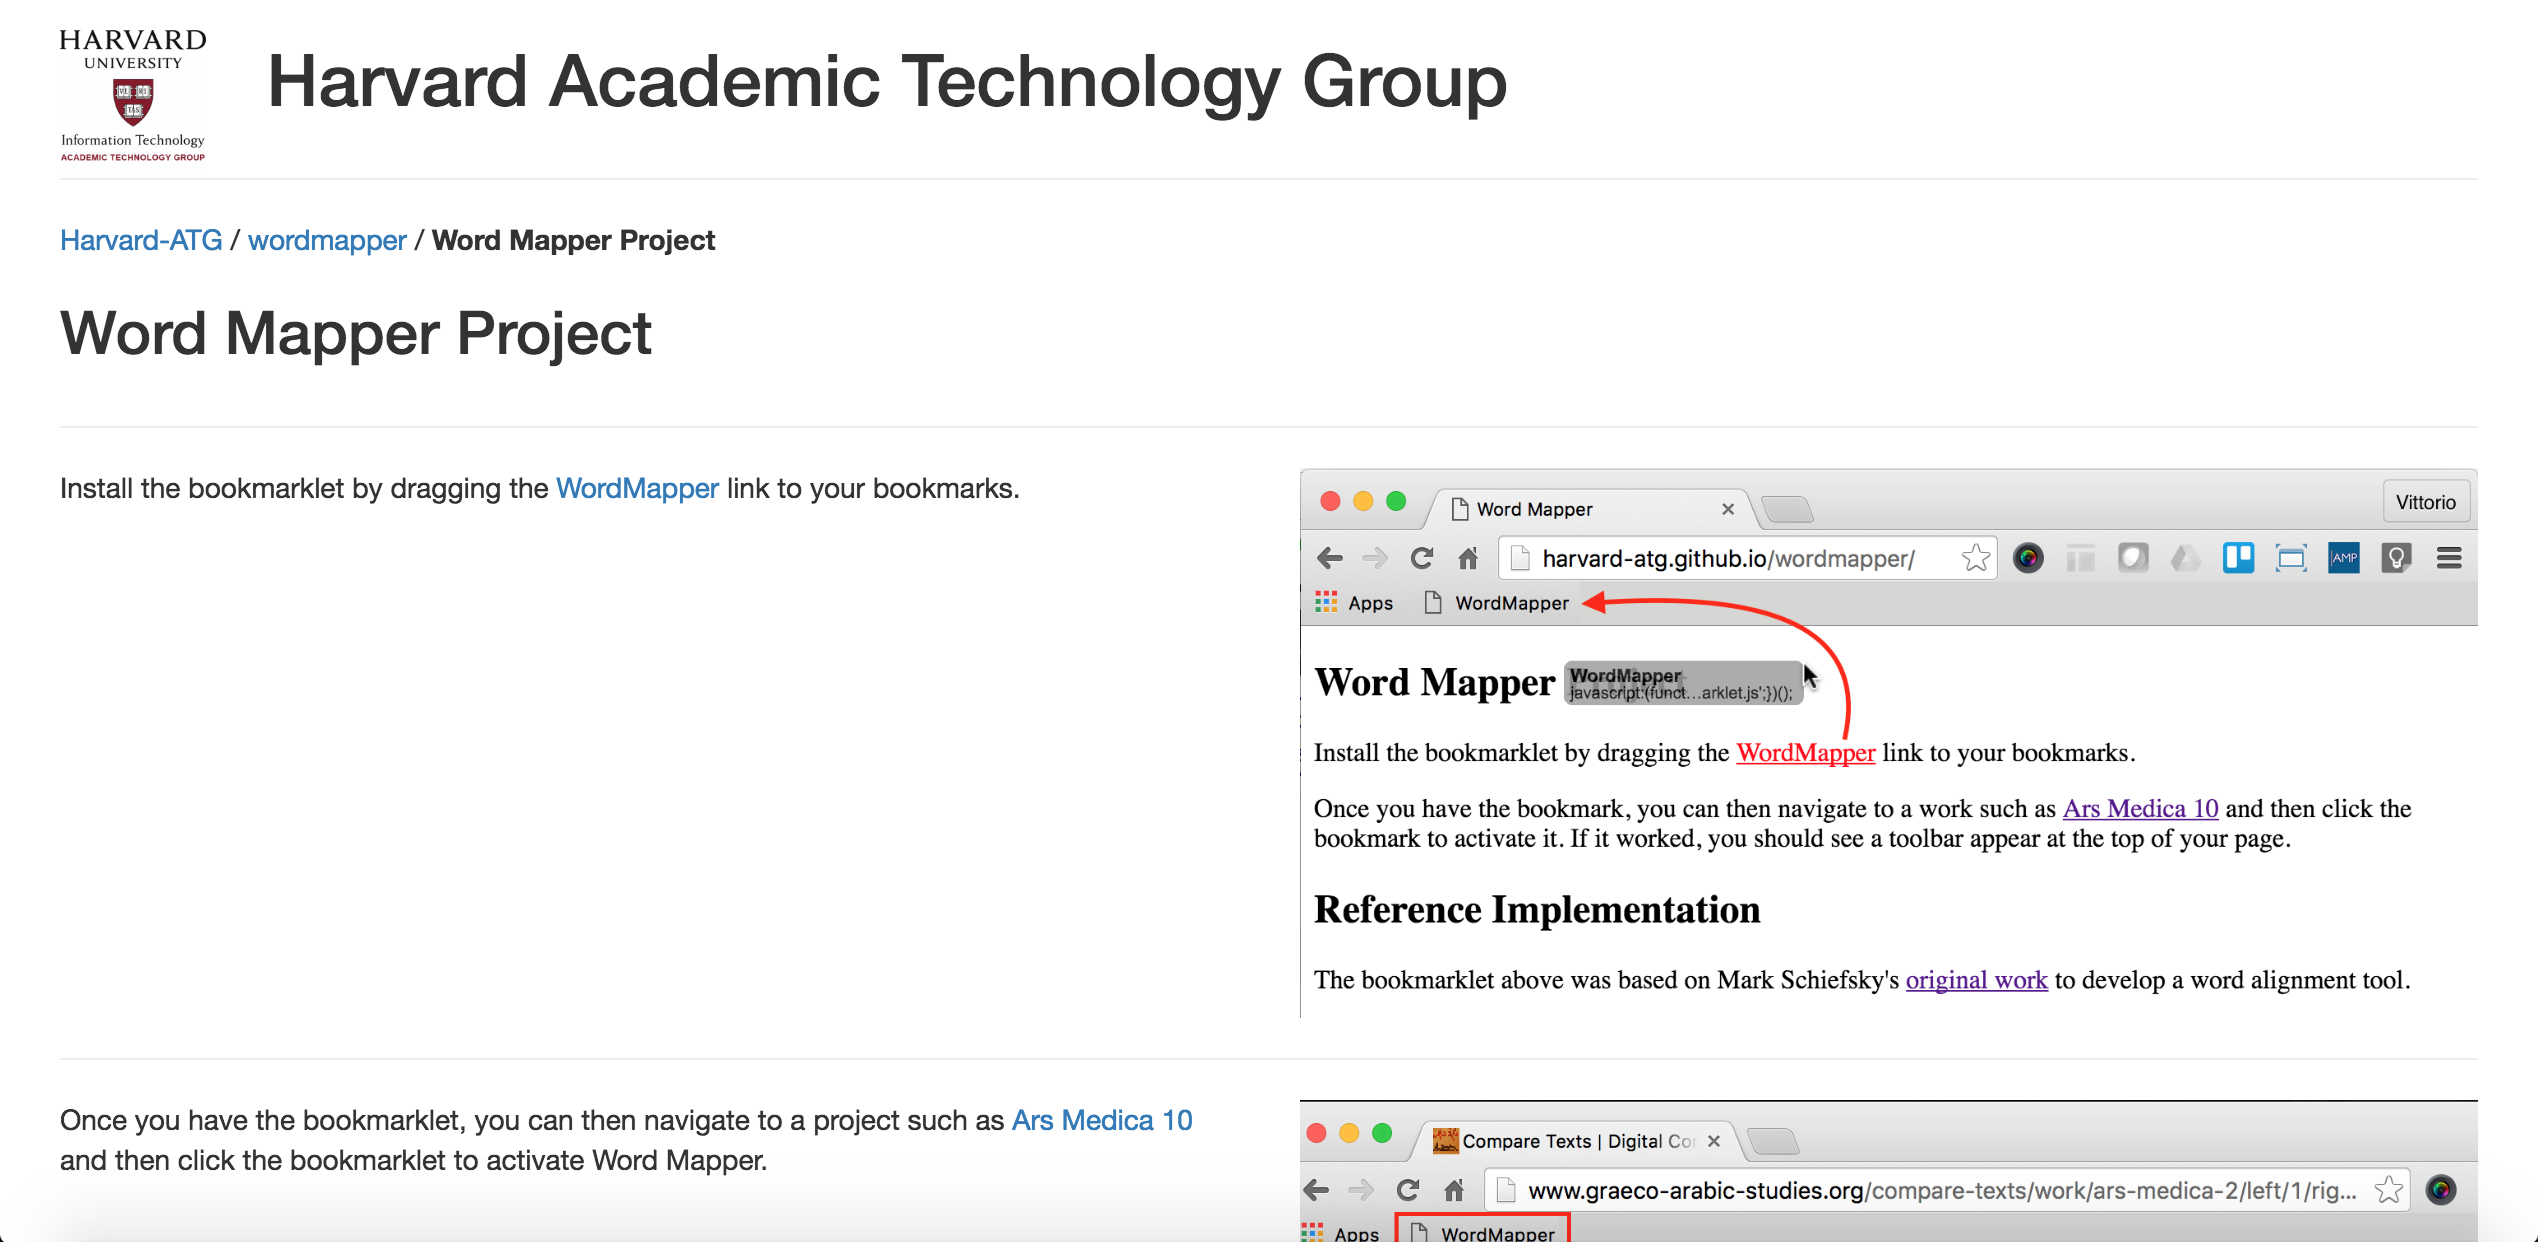 HARVARD
UNIVERSITY
VE RI
TAS
Information Technology
ACADEMIC TECHNOLOGY GROUP
Harvard Academic Technology Group
Harvard-ATG / wordmapper / Word Mapper Project
Word Mapper Project
Install the bookmarklet by dragging the WordMapper link to your bookmarks.
Word Mapper
Vittorio
harvard-atg.github.io/wordmapper/
AMP
Apps WordMapper
Word Mapper Project
WordMapper
javascript:(funct...arklet.js';})();
Install the bookmarklet by dragging the WordMapper link to your bookmarks.
Once you have the bookmark, you can then navigate to a work such as Ars Medica 10 and then click the
bookmark to activate it. If it worked, you should see a toolbar appear at the top of your page.
Reference Implementation
The bookmarklet above was based on Mark Schiefsky's original work to develop a word alignment tool.
Once you have the bookmarklet, you can then navigate to a project such as Ars Medica 10
and then click the bookmarklet to activate Word Mapper.
Compare Texts | Digital Cor
www.graeco-arabic-studies.org/compare-texts/work/ars-medica-2/left/1/rig...
Apps WordMapper